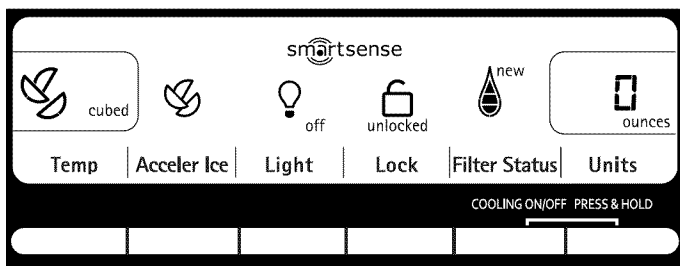 smartsense
cubed
off
unlocked
new
0
ounces
Temp
Acceler Ice
Light
Lock
Filter Status
Units
COOLING ON/OFF PRESS & HOLD